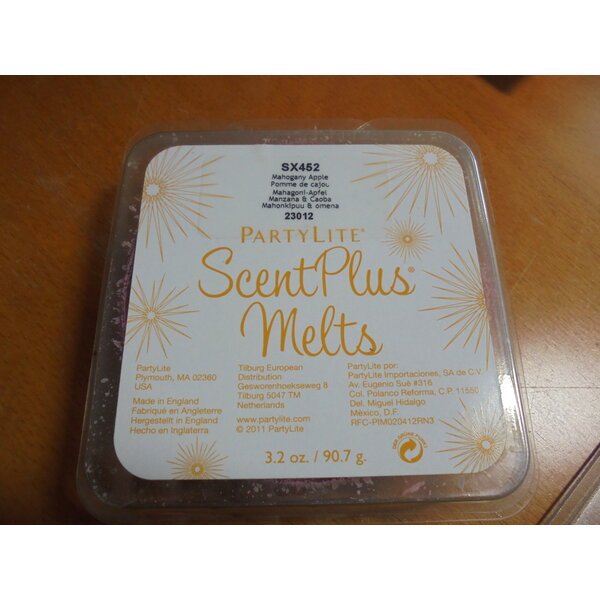 SX452
Mahogany Apple
Pomme de cajou
Mahagoni-Apfel
Manzana & Caoba
Mahonkipuu & omena
23012
PARTYLITE®
ScentPlus®
Melts
PartyLite
Plymouth, MA 02360
USA
Made in England
Fabriqué en Angleterre
Hergestellt in England
Hecho en Inglaterra
Tilburg European
Distribution
Gesworenhoekseweg 8
Tilburg 5047 TM
Netherlands
www.partylite.com
© 2011 PartyLite
PartyLite por:
PartyLite Importaciones, SA de C.V.
Av. Eugenio Sué #316
Col. Polanco Reforma, C.P. 11550
Del. Miguel Hidalgo
México, D.F.
RFC-PIM020412RN3
3.2 oz. / 90.7 g.